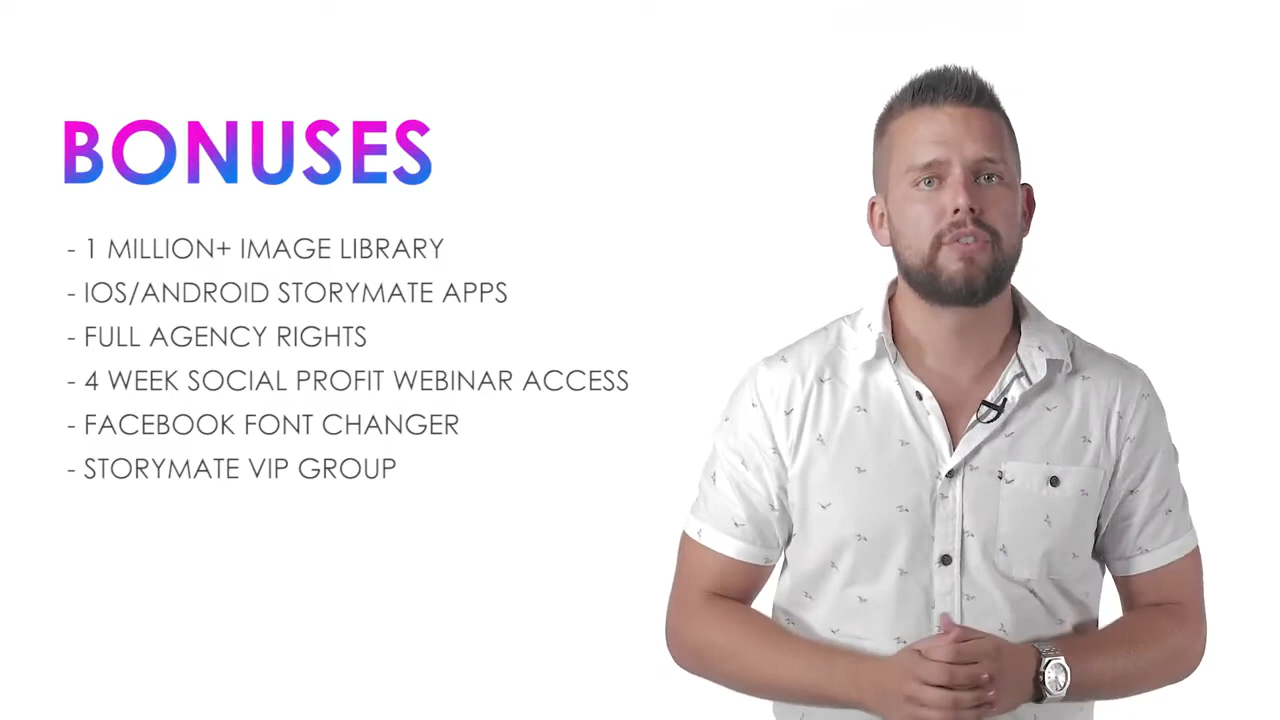 BONUSES
- 1 MILLION+ IMAGE LIBRARY
- IOS/ANDROID STORYMATE APPS
- FULL AGENCY RIGHTS
- 4 WEEK SOCIAL PROFIT WEBINAR ACCESS
- FACEBOOK FONT CHANGER
- STORYMATE VIP GROUP